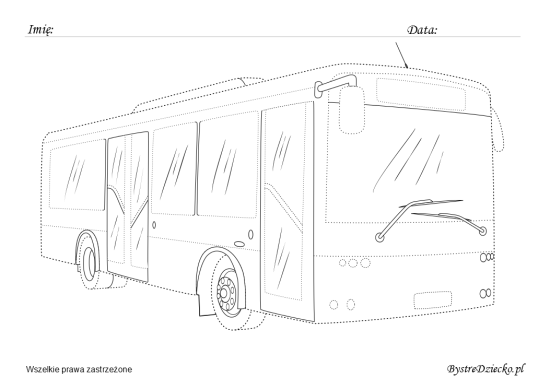 Imię:
Data:
Wszelkie prawa zastrzeżone
BystreDziecko.pl